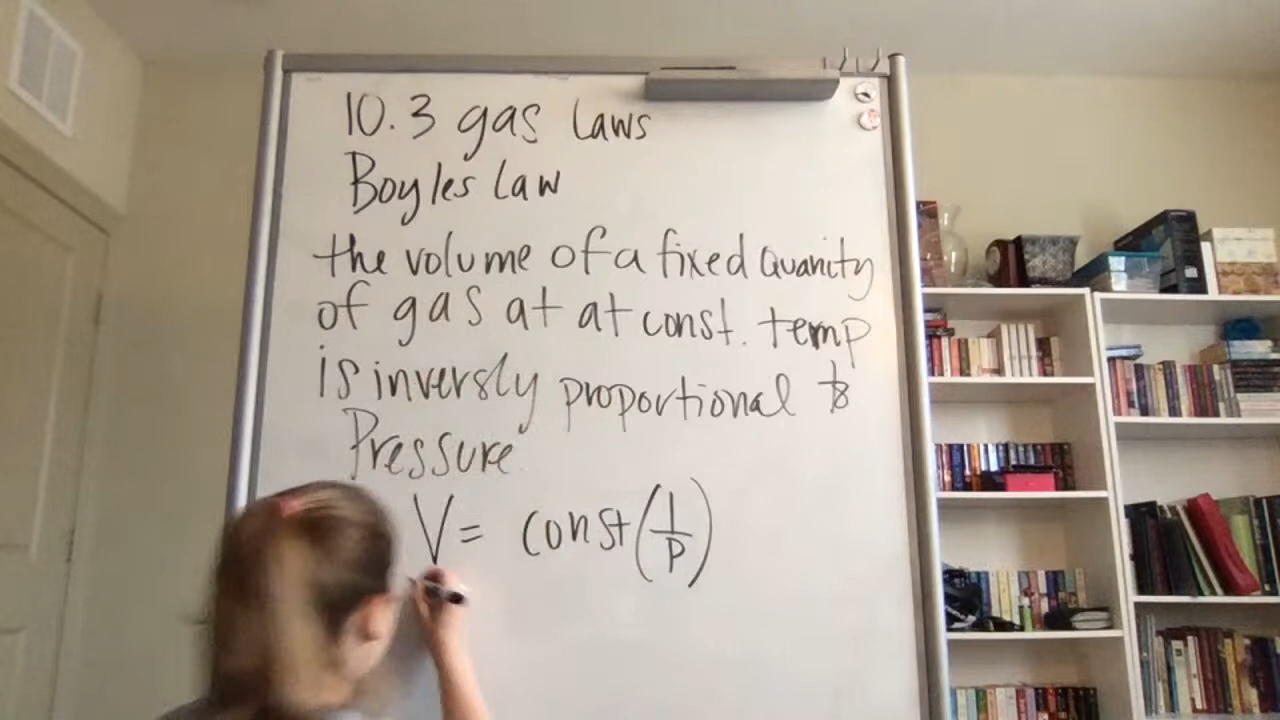 10.3 gas laws
Boyles Law
the volume of a fixed Quanity
of gas at at const. temp
is inversly proportional to
Pressure.
V = const (1/P)